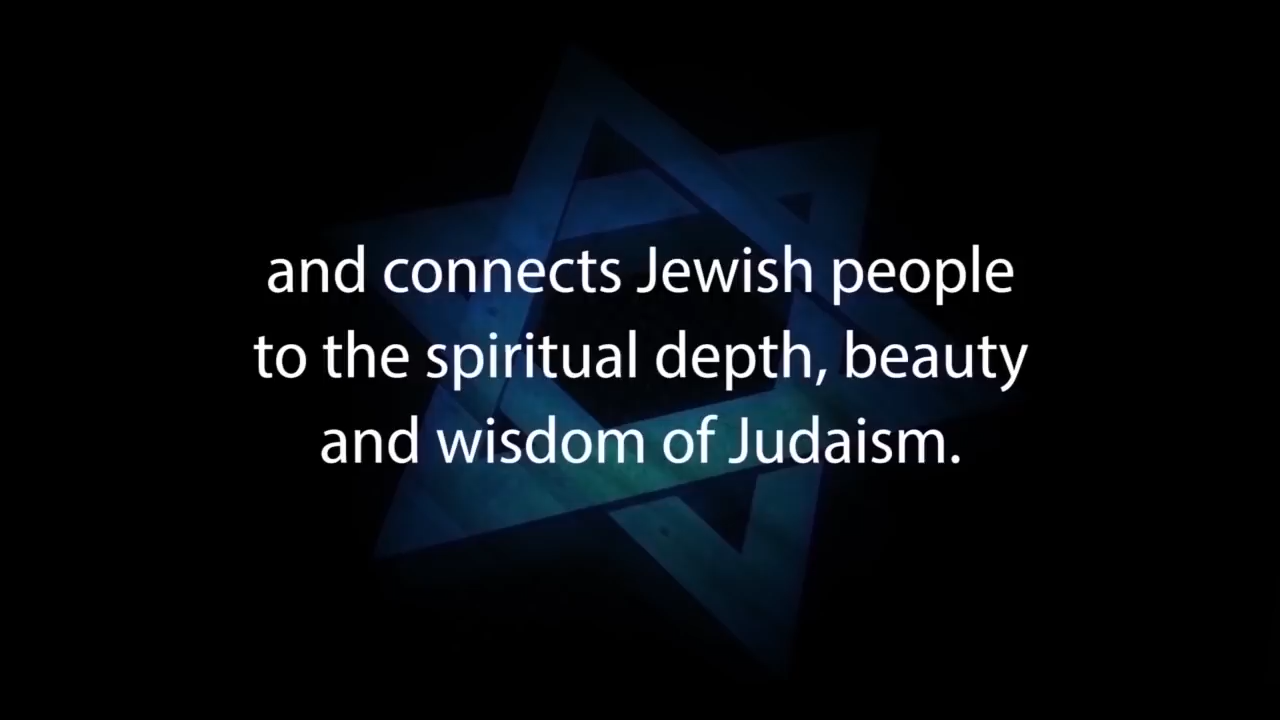 and connects Jewish people
to the spiritual depth, beauty
and wisdom of Judaism.